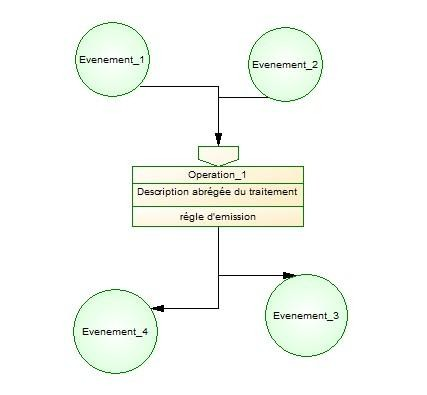 Evenement_1
Evenement_2
Operation_1
Description abrégée du traitement
régle d'emission
Evenement_3
Evenement_4